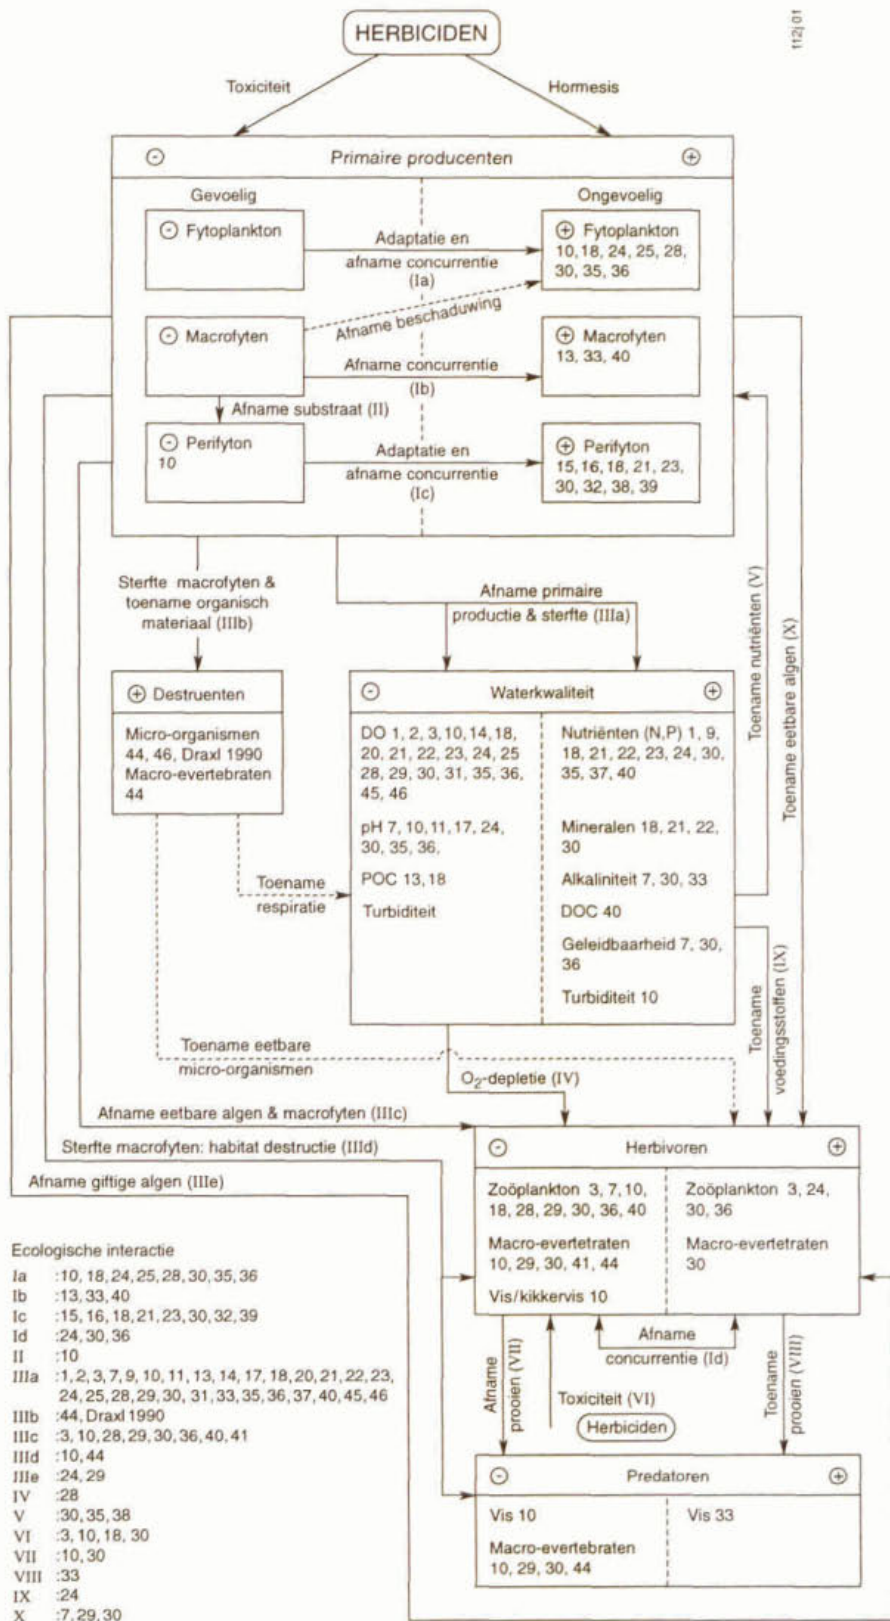 112j.01
HERBICIDEN
Toxiciteit
Hormesis
- Primaire producenten +
Gevoelig
Ongevoelig
- Fytoplankton
Adaptatie en
afname concurrentie
(Ia)
+ Fytoplankton
10, 18, 24, 25, 28,
30, 35, 36
Afname beschaduwing
- Macrofyten
Afname concurrentie
(Ib)
+ Macrofyten
13, 33, 40
Afname substraat (II)
- Perifyton
10
Adaptatie en
afname concurrentie
(Ic)
+ Perifyton
15, 16, 18, 21, 23,
30, 32, 38, 39
Sterfte macrofyten &
toename organisch
materiaal (IIIb)
Afname primaire
productie & sterfte (IIIa)
Toename nutriënten (V)
Toename eetbare algen (X)
+ Destruenten
Micro-organismen
44, 46, Draxl 1990
Macro-evertebraten
44
- Waterkwaliteit +
DO 1, 2, 3, 10, 14, 18,
20, 21, 22, 23, 24, 25
28, 29, 30, 31, 35, 36,
45, 46
pH 7, 10, 11, 17, 24,
30, 35, 36,
POC 13, 18
Turbiditeit
Nutriënten (N,P) 1, 9,
18, 21, 22, 23, 24, 30,
35, 37, 40
Mineralen 18, 21, 22,
30
Alkaliniteit 7, 30, 33
DOC 40
Geleidbaarheid 7, 30,
36
Turbiditeit 10
Toename
respiratie
Toename eetbare
micro-organismen
O2-depletie (IV)
Toename
voedingsstoffen (IX)
Afname eetbare algen & macrofyten (IIIc)
Sterfte macrofyten: habitat destructie (IIId)
Afname giftige algen (IIIe)
- Herbivoren +
Zoöplankton 3, 7, 10,
18, 28, 29, 30, 36, 40
Macro-evertetraten
10, 29, 30, 41, 44
Vis/kikkervis 10
Zoöplankton 3, 24,
30, 36
Macro-evertetraten
30
Afname
prooien (VII)
Afname
concurrentie (Id)
Toxiciteit (VI)
Herbiciden
Toename
prooien (VIII)
- Predatoren +
Vis 10
Macro-evertebraten
10, 29, 30, 44
Vis 33
Ecologische interactie
Ia :10, 18, 24, 25, 28, 30, 35, 36
Ib :13, 33, 40
Ic :15, 16, 18, 21, 23, 30, 32, 39
Id :24, 30, 36
II :10
IIIa :1, 2, 3, 7, 9, 10, 11, 13, 14, 17, 18, 20, 21, 22, 23,
24, 25, 28, 29, 30, 31, 33, 35, 36, 37, 40, 45, 46
IIIb :44, Draxl 1990
IIIc :3, 10, 28, 29, 30, 36, 40, 41
IIId :10, 44
IIIe :24, 29
IV :28
V :30, 35, 38
VI :3, 10, 18, 30
VII :10, 30
VIII :33
IX :24
X :7, 29, 30